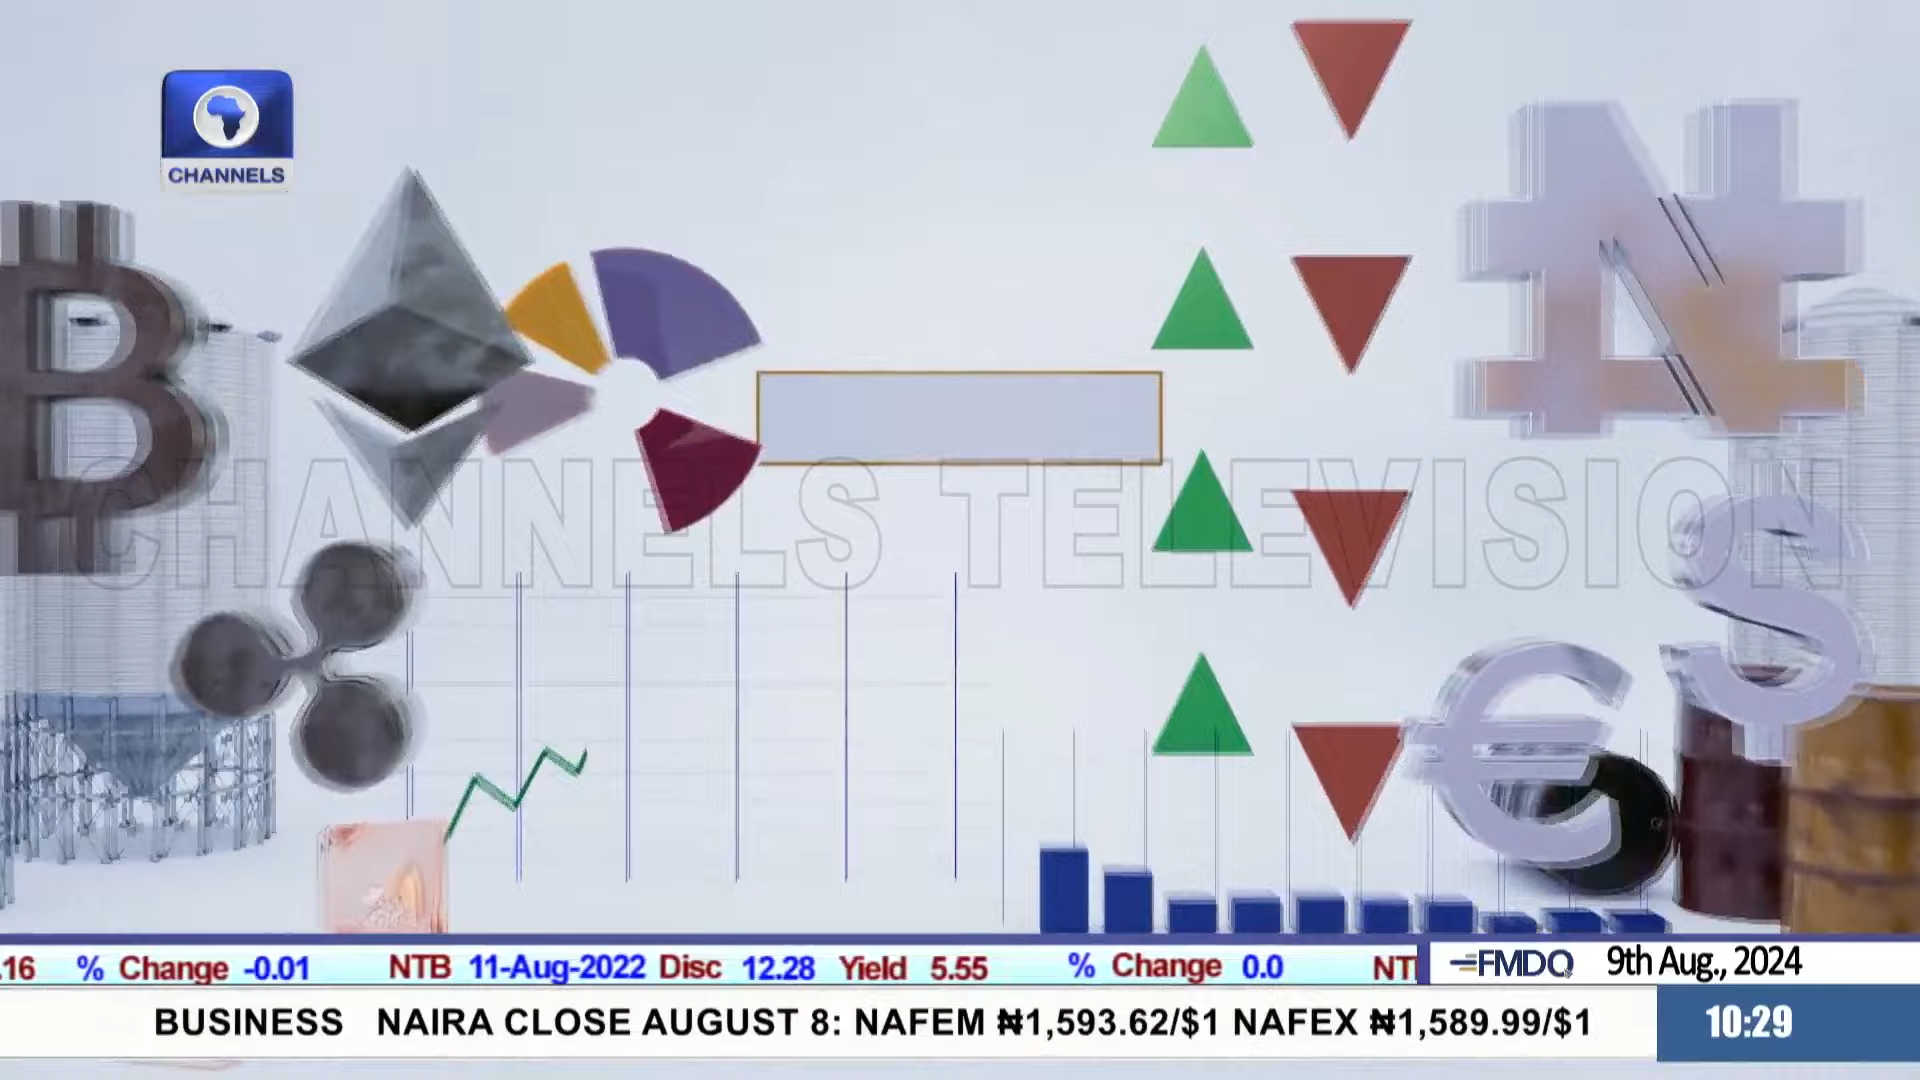 CHANNELS
CHANNELS TELEVISION
.16 % Change -0.01 NTB 11-Aug-2022 Disc 12.28 Yield 5.55 % Change 0.0 NT
FMDQ 9th Aug., 2024
BUSINESS NAIRA CLOSE AUGUST 8: NAFEM ₦1,593.62/$1 NAFEX ₦1,589.99/$1
10:29